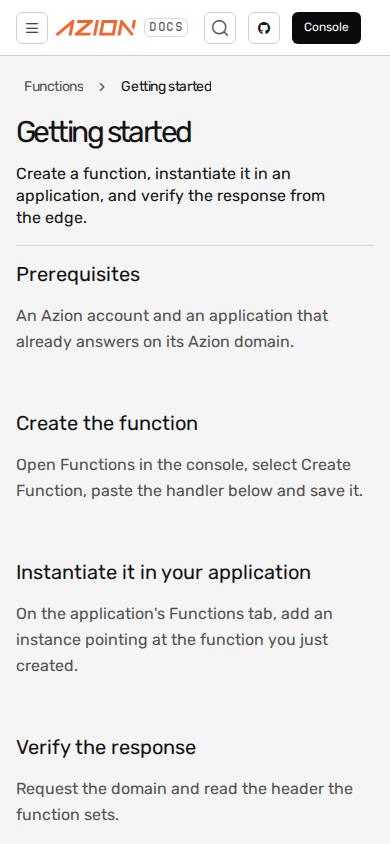 AZION DOCS Console
Functions > Getting started
Getting started
Create a function, instantiate it in an
application, and verify the response from
the edge.
Prerequisites
An Azion account and an application that
already answers on its Azion domain.
Create the function
Open Functions in the console, select Create
Function, paste the handler below and save it.
Instantiate it in your application
On the application's Functions tab, add an
instance pointing at the function you just
created.
Verify the response
Request the domain and read the header the
function sets.